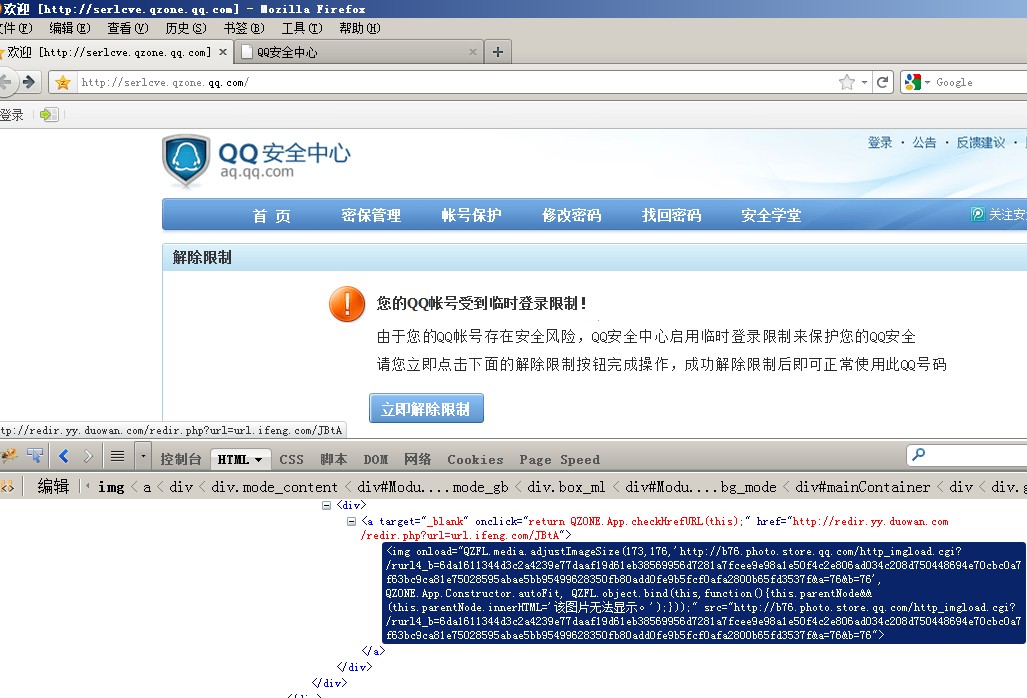 欢迎 [http://serlcve.qzone.qq.com] - Mozilla Firefox
文件(F) 编辑(E) 查看(V) 历史(S) 书签(B) 工具(T) 帮助(H)
欢迎 [http://serlcve.qzone.qq.com] × QQ安全中心 × +
http://serlcve.qzone.qq.com/ Google
登录
登录 · 公告 · 反馈建议 ·
QQ安全中心
aq.qq.com
首 页 密保管理 帐号保护 修改密码 找回密码 安全学堂 关注安
解除限制
您的QQ帐号受到临时登录限制!
由于您的QQ帐号存在安全风险，QQ安全中心启用临时登录限制来保护您的QQ安全
请您立即点击下面的解除限制按钮完成操作，成功解除限制后即可正常使用此QQ号码
立即解除限制
tp://redir.yy.duowan.com/redir.php?url=url.ifeng.com/JBtA
控制台 HTML CSS 脚本 DOM 网络 Cookies Page Speed
编辑 img < a < div < div.mode_content < div#Modu....mode_gb < div.box_ml < div#Modu....bg_mode < div#mainContainer < div < div.g
<div>
<a target="_blank" onclick="return QZONE.App.checkHrefURL(this);" href="http://redir.yy.duowan.com
/redir.php?url=url.ifeng.com/JBtA">
<img onload="QZFL.media.adjustImageSize(173,176,'http://b76.photo.store.qq.com/http_imgload.cgi?
/rurl4_b=6da1611344d3c2a4239e77daaf19d61eb38569956d7281a7fcee9e98a1e50f4c2e806ad034c208d750448694e70cbc0a7
f63bc9ca81e75028595abae5bb95499628350fb80add0fe9b5fcf0afa2800b65fd3537f&a=76&b=76',
QZONE.App.Constructor.autoFit, QZFL.object.bind(this,function(){this.parentNode&&
(this.parentNode.innerHTML='该图片无法显示。');}));" src="http://b76.photo.store.qq.com/http_imgload.cgi?
/rurl4_b=6da1611344d3c2a4239e77daaf19d61eb38569956d7281a7fcee9e98a1e50f4c2e806ad034c208d750448694e70cbc0a7
f63bc9ca81e75028595abae5bb95499628350fb80add0fe9b5fcf0afa2800b65fd3537f&a=76&b=76">
</a>
</div>
</div>